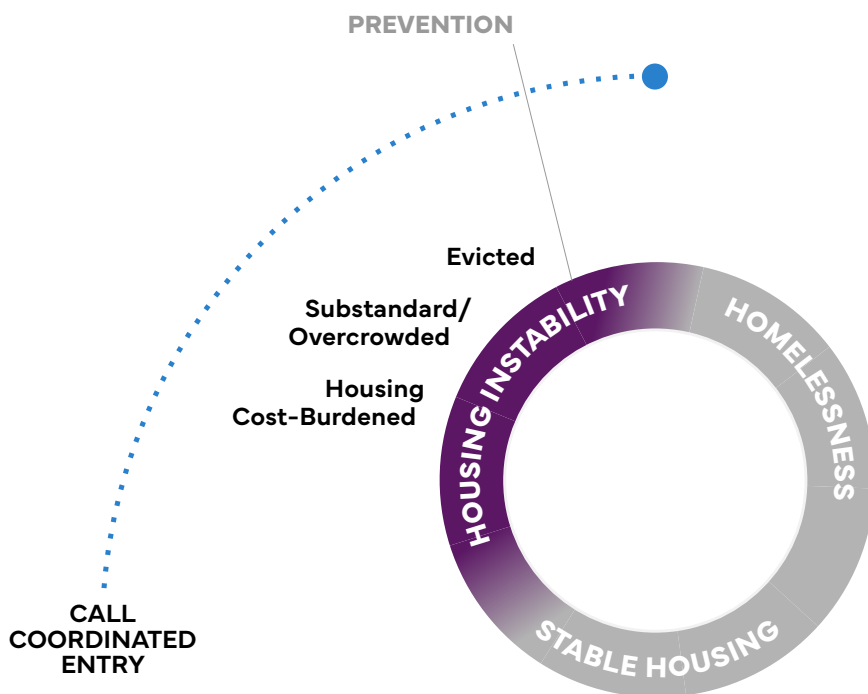 PREVENTION
Evicted
Substandard/
Overcrowded
Housing
Cost-Burdened
HOUSING INSTABILITY
HOMELESSNESS
STABLE HOUSING
CALL
COORDINATED
ENTRY